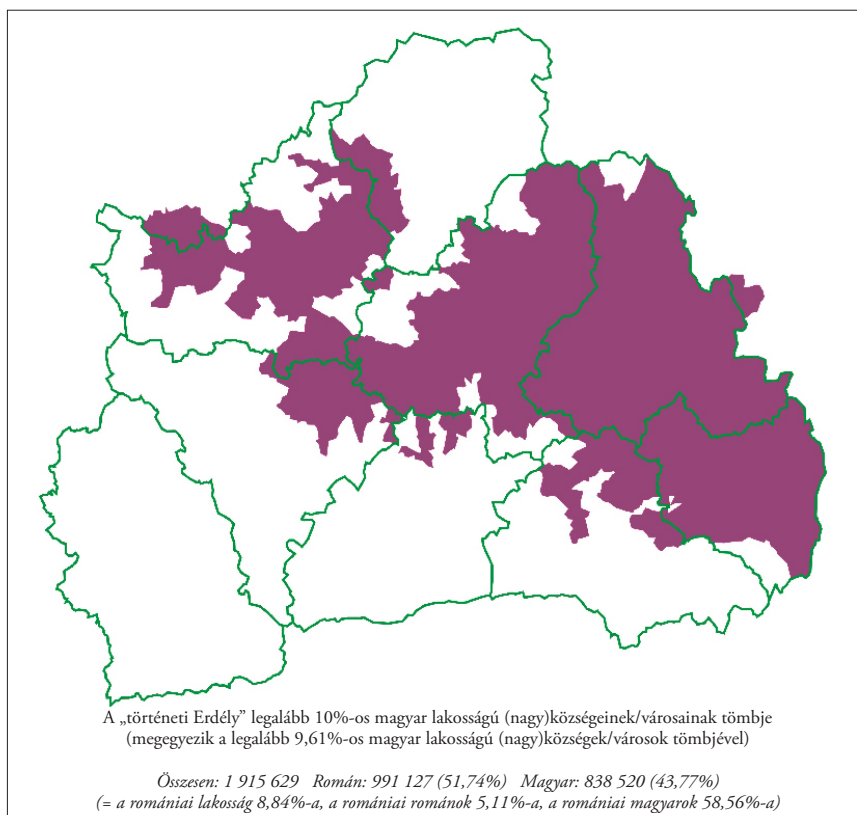 A „történeti Erdély” legalább 10%-os magyar lakosságú (nagy)községeinek/városainak tömbje
(megegyezik a legalább 9,61%-os magyar lakosságú (nagy)községek/városok tömbjével)
Összesen: 1 915 629 Román: 991 127 (51,74%) Magyar: 838 520 (43,77%)
(= a romániai lakosság 8,84%-a, a romániai románok 5,11%-a, a romániai magyarok 58,56%-a)